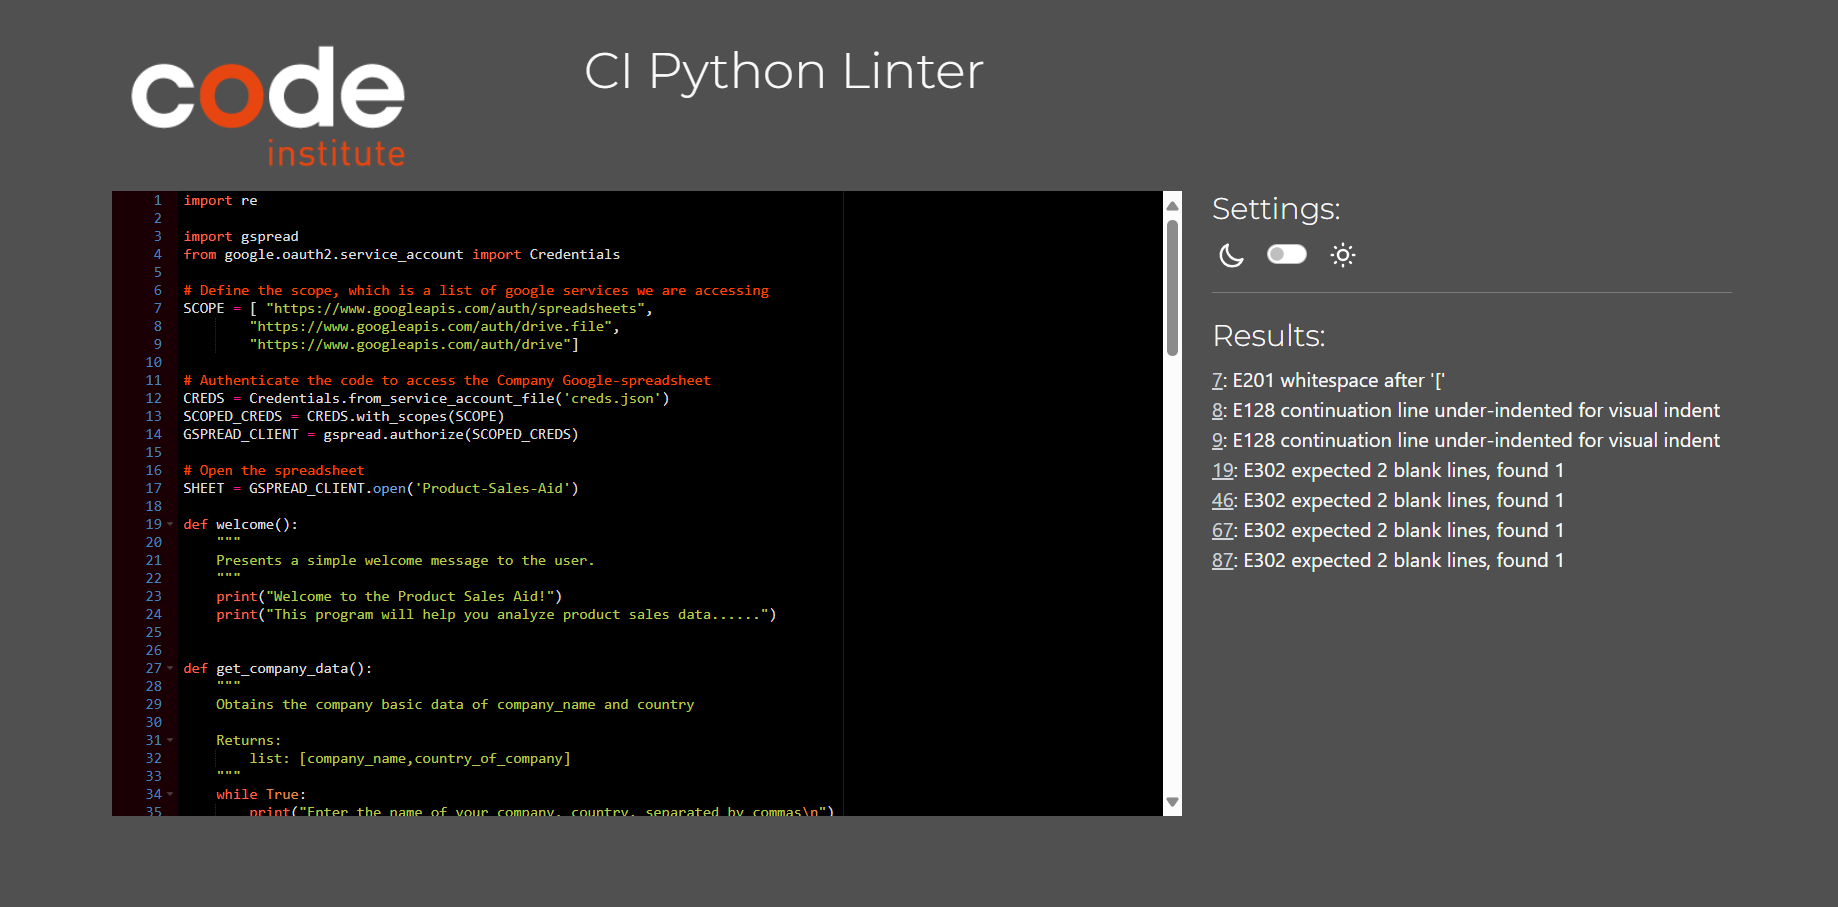 code
institute
CI Python Linter
1 import re
2
3 import gspread
4 from google.oauth2.service_account import Credentials
5
6 # Define the scope, which is a list of google services we are accessing
7 SCOPE = [ "https://www.googleapis.com/auth/spreadsheets",
8         "https://www.googleapis.com/auth/drive.file",
9         "https://www.googleapis.com/auth/drive"]
10
11 # Authenticate the code to access the Company Google-spreadsheet
12 CREDS = Credentials.from_service_account_file('creds.json')
13 SCOPED_CREDS = CREDS.with_scopes(SCOPE)
14 GSPREAD_CLIENT = gspread.authorize(SCOPED_CREDS)
15
16 # Open the spreadsheet
17 SHEET = GSPREAD_CLIENT.open('Product-Sales-Aid')
18
19 def welcome():
20     """
21     Presents a simple welcome message to the user.
22     """
23     print("Welcome to the Product Sales Aid!")
24     print("This program will help you analyze product sales data......")
25
26
27 def get_company_data():
28     """
29     Obtains the company basic data of company_name and country
30
31     Returns:
32         list: [company_name,country_of_company]
33     """
34     while True:
35         print("Enter the name of your company, country, separated by commas\n")
Settings:
Results:
7: E201 whitespace after '['
8: E128 continuation line under-indented for visual indent
9: E128 continuation line under-indented for visual indent
19: E302 expected 2 blank lines, found 1
46: E302 expected 2 blank lines, found 1
67: E302 expected 2 blank lines, found 1
87: E302 expected 2 blank lines, found 1